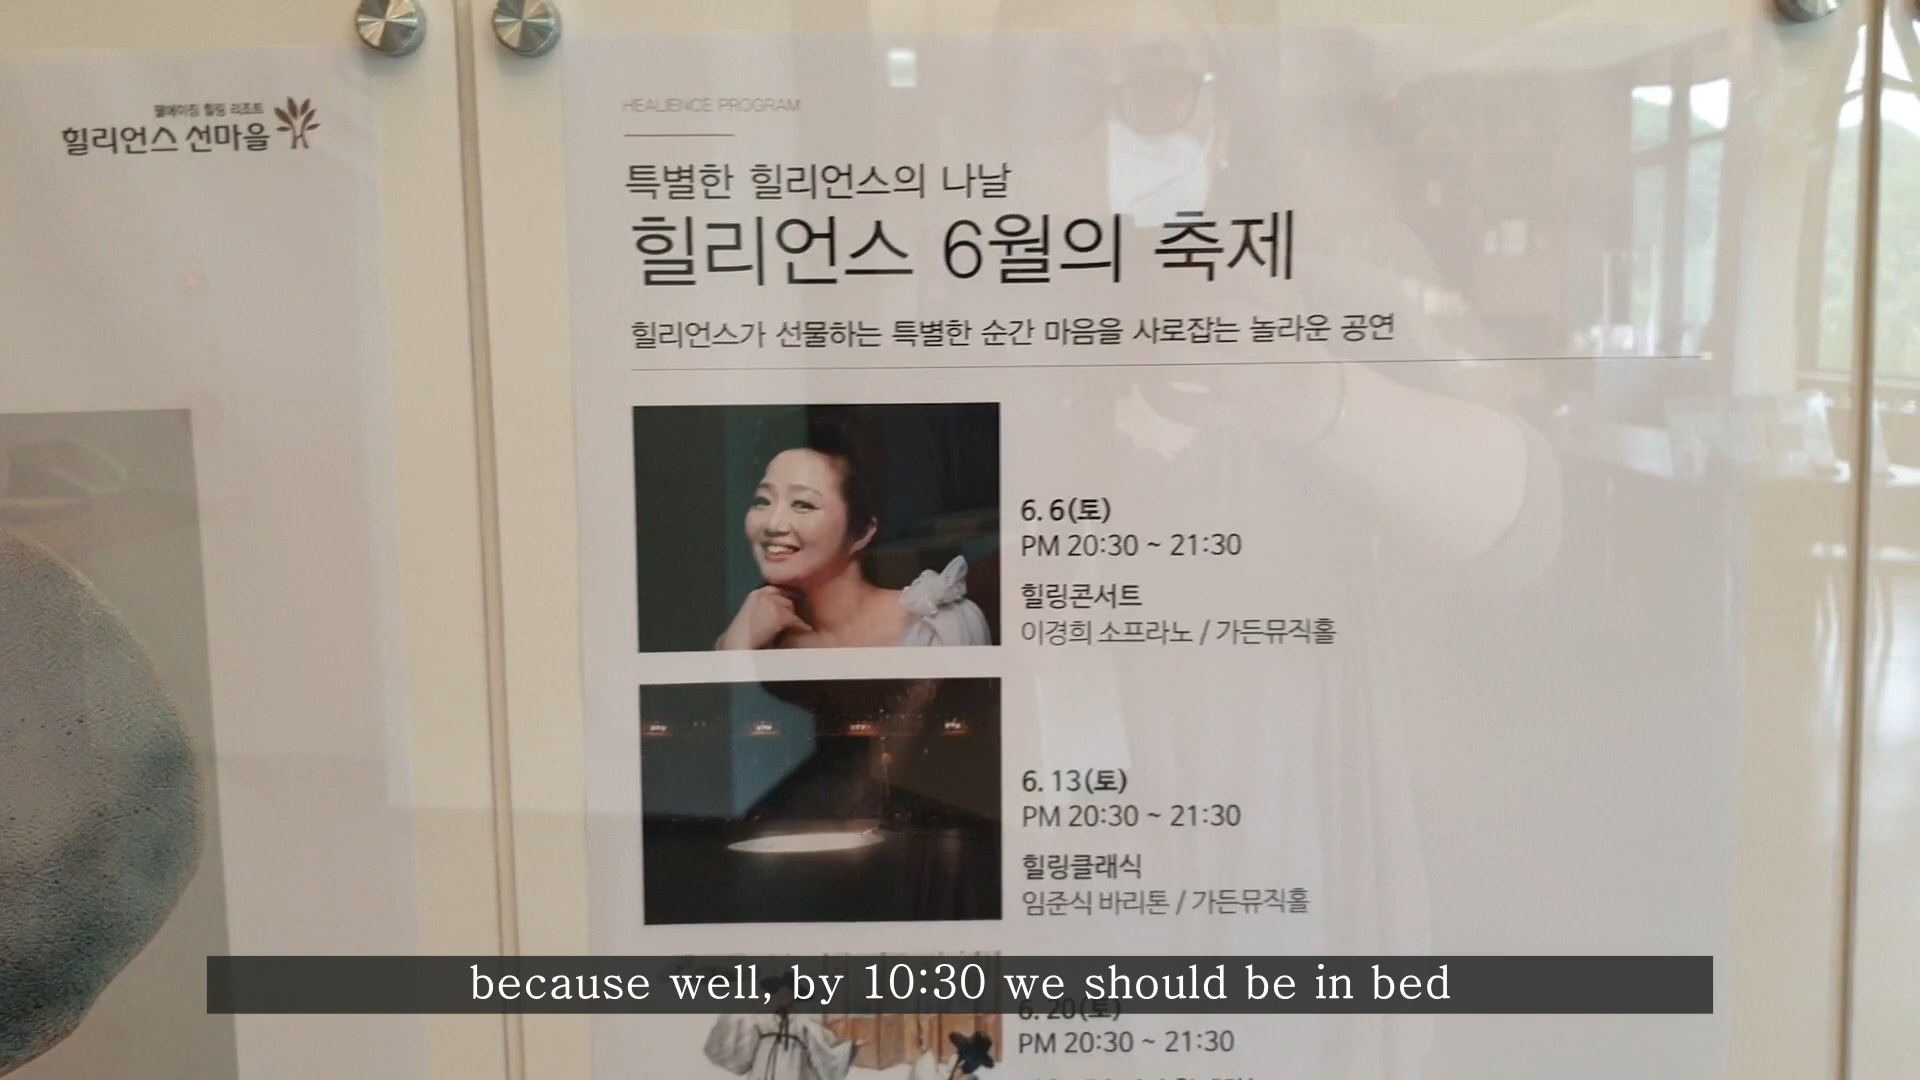 웰에이징 힐링 리조트
힐리언스 선마을
HEALIENCE PROGRAM
특별한 힐리언스의 나날
힐리언스 6월의 축제
힐리언스가 선물하는 특별한 순간 마음을 사로잡는 놀라운 공연
6. 6(토)
PM 20:30 ~ 21:30
힐링콘서트
이경희 소프라노 / 가든뮤직홀
6. 13(토)
PM 20:30 ~ 21:30
힐링클래식
임준식 바리톤 / 가든뮤직홀
because well, by 10:30 we should be in bed
6. 20(토)
PM 20:30 ~ 21:30